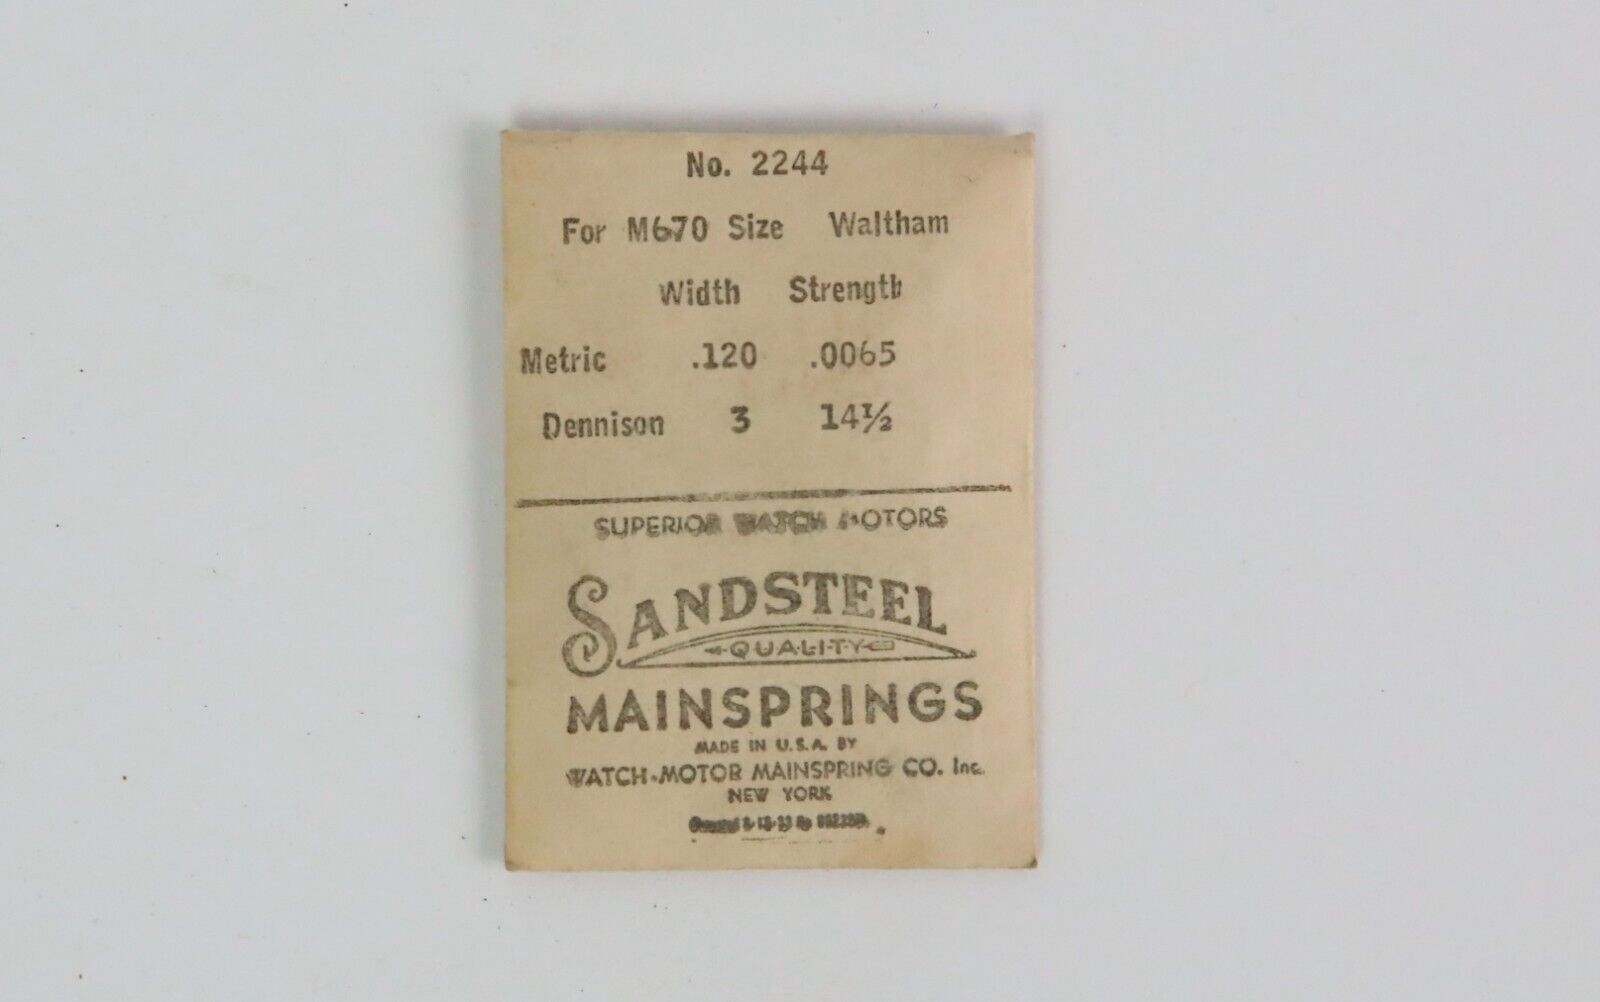 No. 2244
For M670 Size Waltham
Width Strength
Metric .120 .0065
Dennison 3 14½
SUPERIOR WATCH MOTORS
SANDSTEEL
QUALITY
MAINSPRINGS
MADE IN U.S.A. BY
WATCH-MOTOR MAINSPRING CO. Inc.
NEW YORK